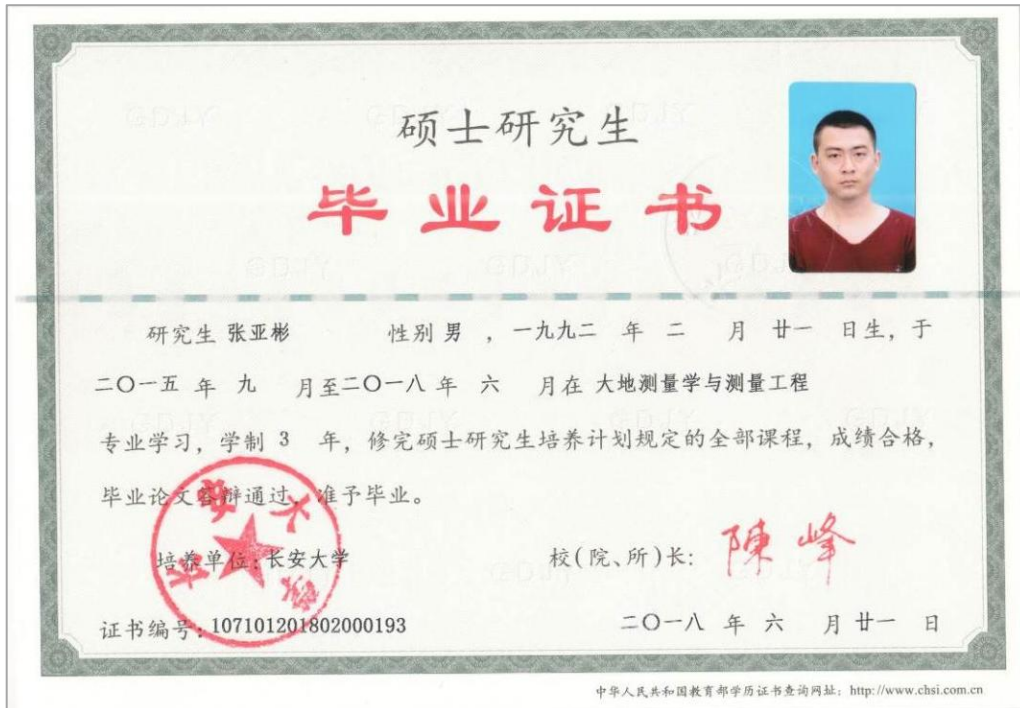 硕士研究生
毕业证书
研究生 张亚彬 性别 男 ，一九九二 年 二 月 廿一 日生，于
二〇一五 年 九 月至二〇一八 年 六 月在 大地测量学与测量工程
专业学习，学制 3 年，修完硕士研究生培养计划规定的全部课程，成绩合格，
毕业论文答辩通过，准予毕业。
培养单位：长安大学 校(院、所)长： 陳峰
长安大学
证书编号：107101201802000193 二〇一八 年 六 月 廿一 日
中华人民共和国教育部学历证书查询网址：http://www.chsi.com.cn